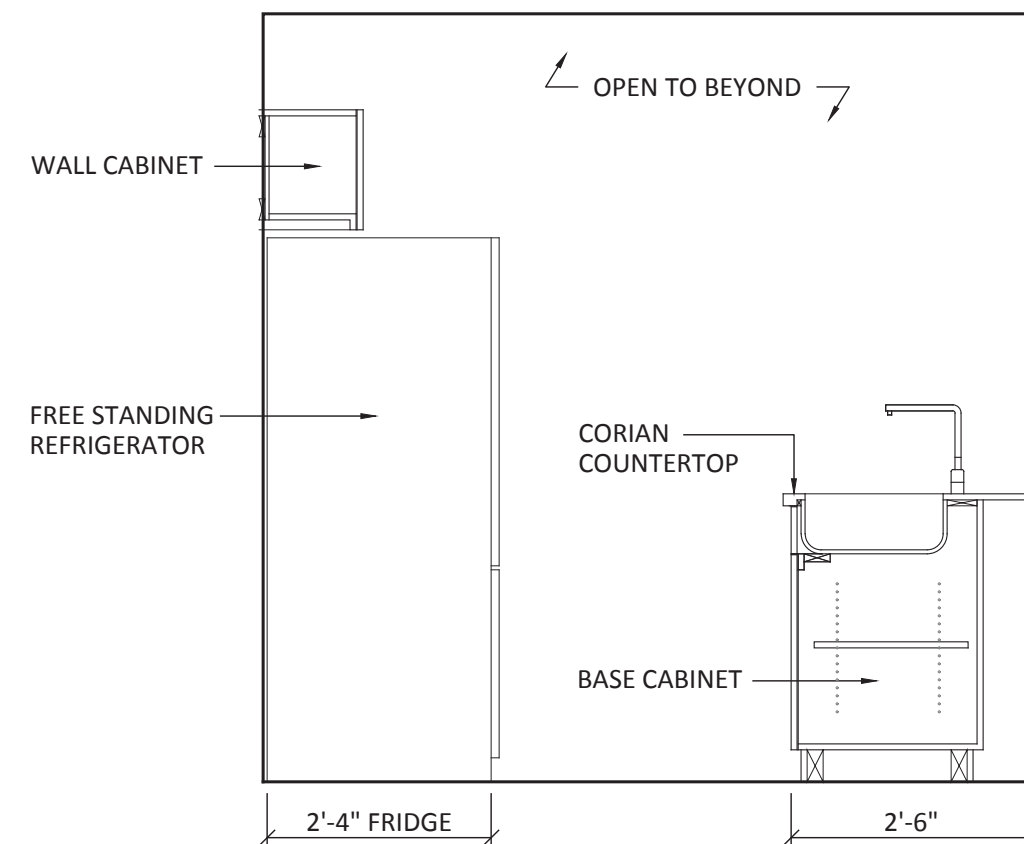 OPEN TO BEYOND
WALL CABINET
FREE STANDING
REFRIGERATOR
CORIAN
COUNTERTOP
BASE CABINET
2'-4" FRIDGE
2'-6"